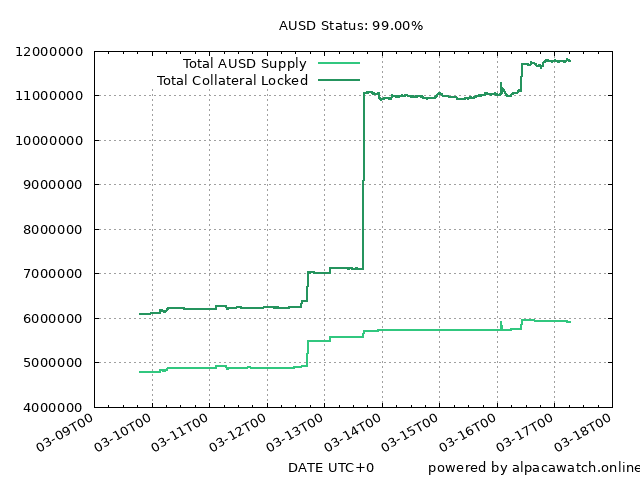 AUSD Status: 99.00%
Total AUSD Supply
Total Collateral Locked
12000000
11000000
10000000
9000000
8000000
7000000
6000000
5000000
4000000
03-09T00
03-10T00
03-11T00
03-12T00
03-13T00
03-14T00
03-15T00
03-16T00
03-17T00
03-18T00
DATE UTC+0
powered by alpacawatch.online